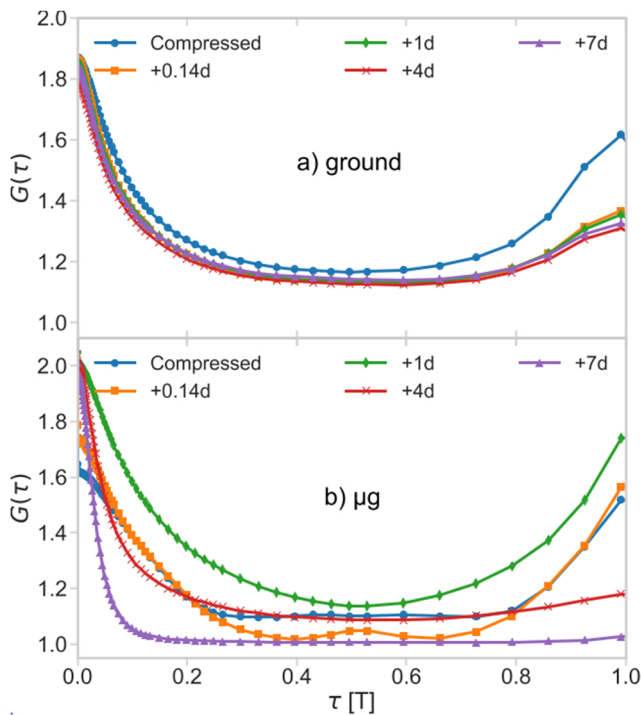 2.0
Compressed +1d +7d
+0.14d +4d
1.8
a) ground
1.6
G(τ)
1.4
1.2
1.0
2.0
Compressed +1d +7d
+0.14d +4d
1.8
b) μg
1.6
G(τ)
1.4
1.2
1.0
0.0 0.2 0.4 0.6 0.8 1.0
τ [T]